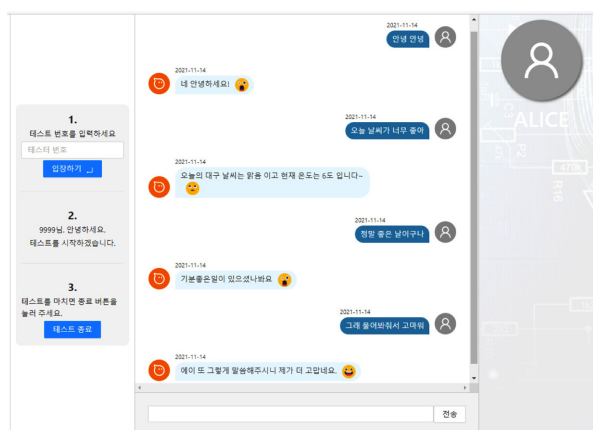 1.
테스트 번호를 입력하세요
테스터 번호
입장하기
2.
9999님, 안녕하세요.
테스트를 시작하겠습니다.
3.
테스트를 마치면 종료 버튼을
눌러 주세요.
테스트 종료
2021-11-14
안녕 안녕
2021-11-14
네 안녕하세요!
2021-11-14
오늘 날씨가 너무 좋아
2021-11-14
오늘의 대구 날씨는 맑음 이고 현재 온도는 6도 입니다~
2021-11-14
정말 좋은 날이구나
2021-11-14
기분좋은일이 있으셨나봐요
2021-11-14
그래 물어봐줘서 고마워
2021-11-14
에이 또 그렇게 말씀해주시니 제가 더 고맙네요.
전송
ALICE
C3
P2
47k
R16